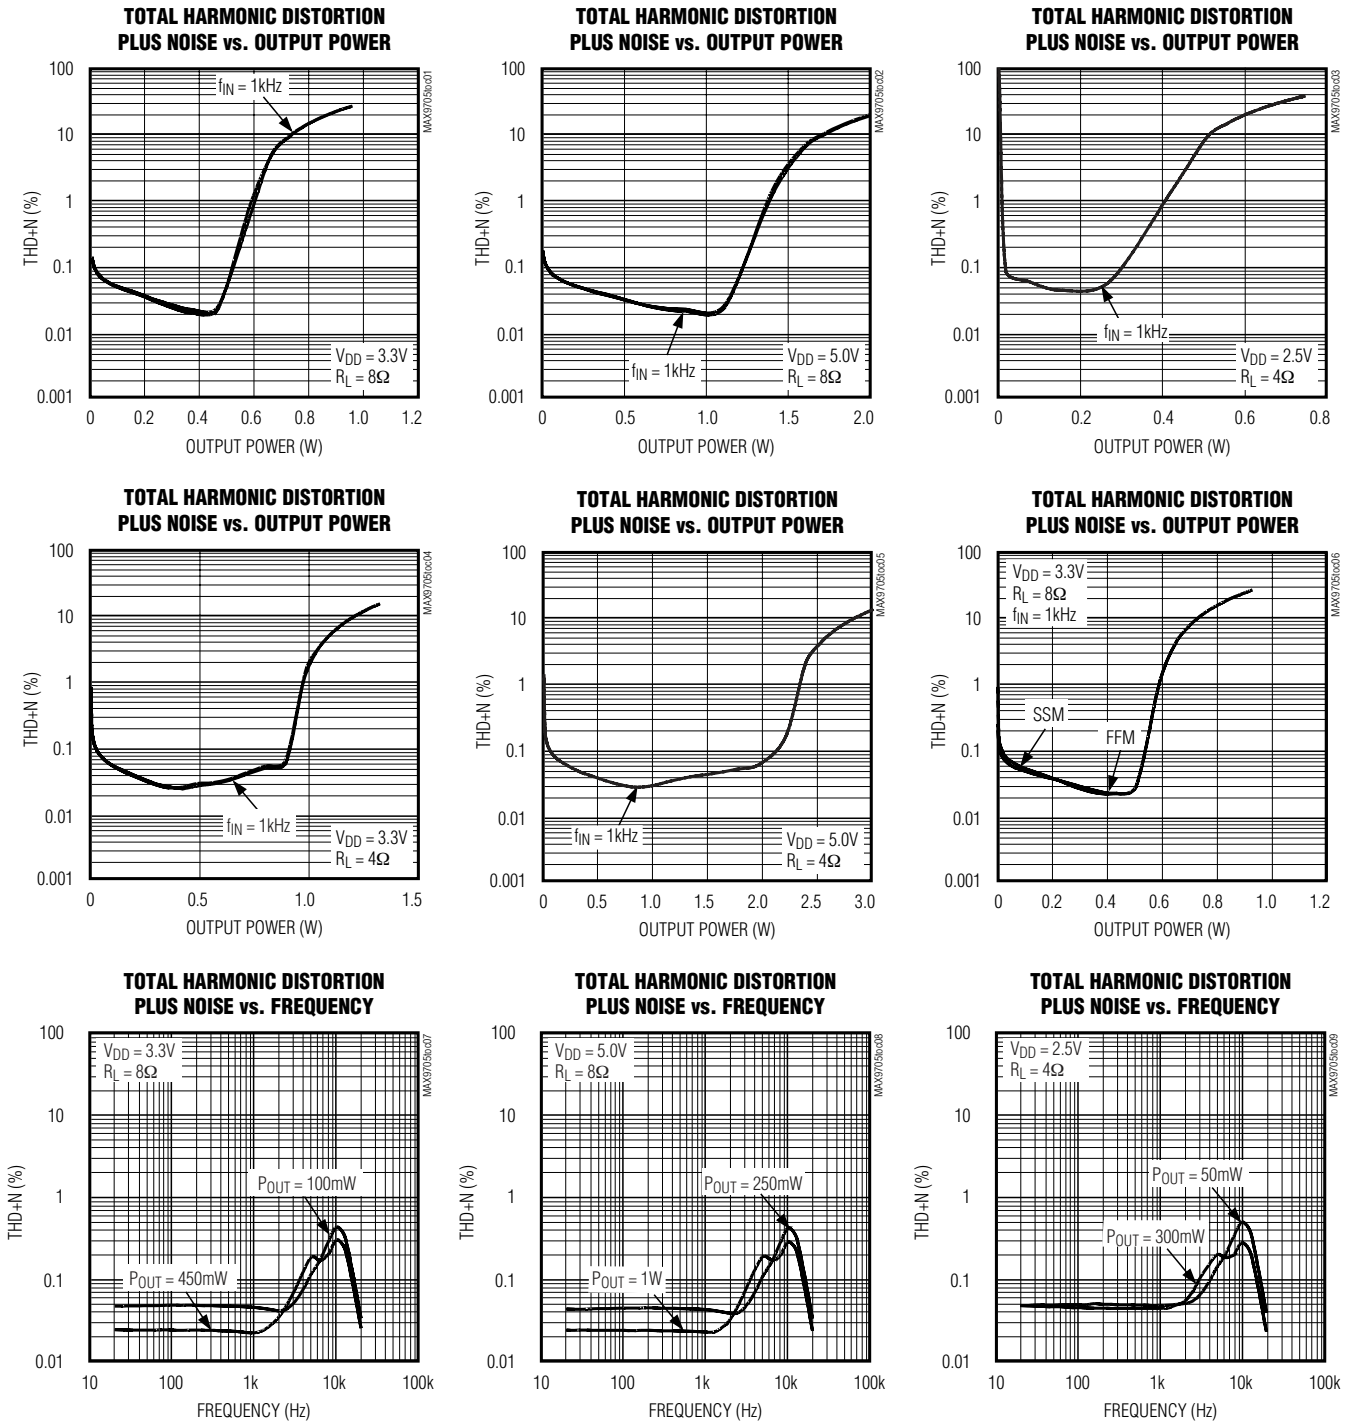 TOTAL HARMONIC DISTORTION
PLUS NOISE vs. OUTPUT POWER
100
10
1
0.1
0.01
0.001
THD+N (%)
fIN = 1kHz
VDD = 3.3V
RL = 8Ω
MAX9705toc01
0 0.2 0.4 0.6 0.8 1.0 1.2
OUTPUT POWER (W)
TOTAL HARMONIC DISTORTION
PLUS NOISE vs. OUTPUT POWER
100
10
1
0.1
0.01
0.001
THD+N (%)
fIN = 1kHz
VDD = 5.0V
RL = 8Ω
MAX9705toc02
0 0.5 1.0 1.5 2.0
OUTPUT POWER (W)
TOTAL HARMONIC DISTORTION
PLUS NOISE vs. OUTPUT POWER
100
10
1
0.1
0.01
0.001
THD+N (%)
fIN = 1kHz
VDD = 2.5V
RL = 4Ω
MAX9705toc03
0 0.2 0.4 0.6 0.8
OUTPUT POWER (W)
TOTAL HARMONIC DISTORTION
PLUS NOISE vs. OUTPUT POWER
100
10
1
0.1
0.01
0.001
THD+N (%)
fIN = 1kHz
VDD = 3.3V
RL = 4Ω
MAX9705toc04
0 0.5 1.0 1.5
OUTPUT POWER (W)
TOTAL HARMONIC DISTORTION
PLUS NOISE vs. OUTPUT POWER
100
10
1
0.1
0.01
0.001
THD+N (%)
fIN = 1kHz
VDD = 5.0V
RL = 4Ω
MAX9705toc05
0 0.5 1.0 1.5 2.0 2.5 3.0
OUTPUT POWER (W)
TOTAL HARMONIC DISTORTION
PLUS NOISE vs. OUTPUT POWER
100
10
1
0.1
0.01
0.001
THD+N (%)
VDD = 3.3V
RL = 8Ω
fIN = 1kHz
SSM
FFM
MAX9705toc06
0 0.2 0.4 0.6 0.8 1.0 1.2
OUTPUT POWER (W)
TOTAL HARMONIC DISTORTION
PLUS NOISE vs. FREQUENCY
100
10
1
0.1
0.01
THD+N (%)
VDD = 3.3V
RL = 8Ω
POUT = 100mW
POUT = 450mW
MAX9705toc07
10 100 1k 10k 100k
FREQUENCY (Hz)
TOTAL HARMONIC DISTORTION
PLUS NOISE vs. FREQUENCY
100
10
1
0.1
0.01
THD+N (%)
VDD = 5.0V
RL = 8Ω
POUT = 250mW
POUT = 1W
MAX9705toc08
10 100 1k 10k 100k
FREQUENCY (Hz)
TOTAL HARMONIC DISTORTION
PLUS NOISE vs. FREQUENCY
100
10
1
0.1
0.01
THD+N (%)
VDD = 2.5V
RL = 4Ω
POUT = 50mW
POUT = 300mW
MAX9705toc09
10 100 1k 10k 100k
FREQUENCY (Hz)